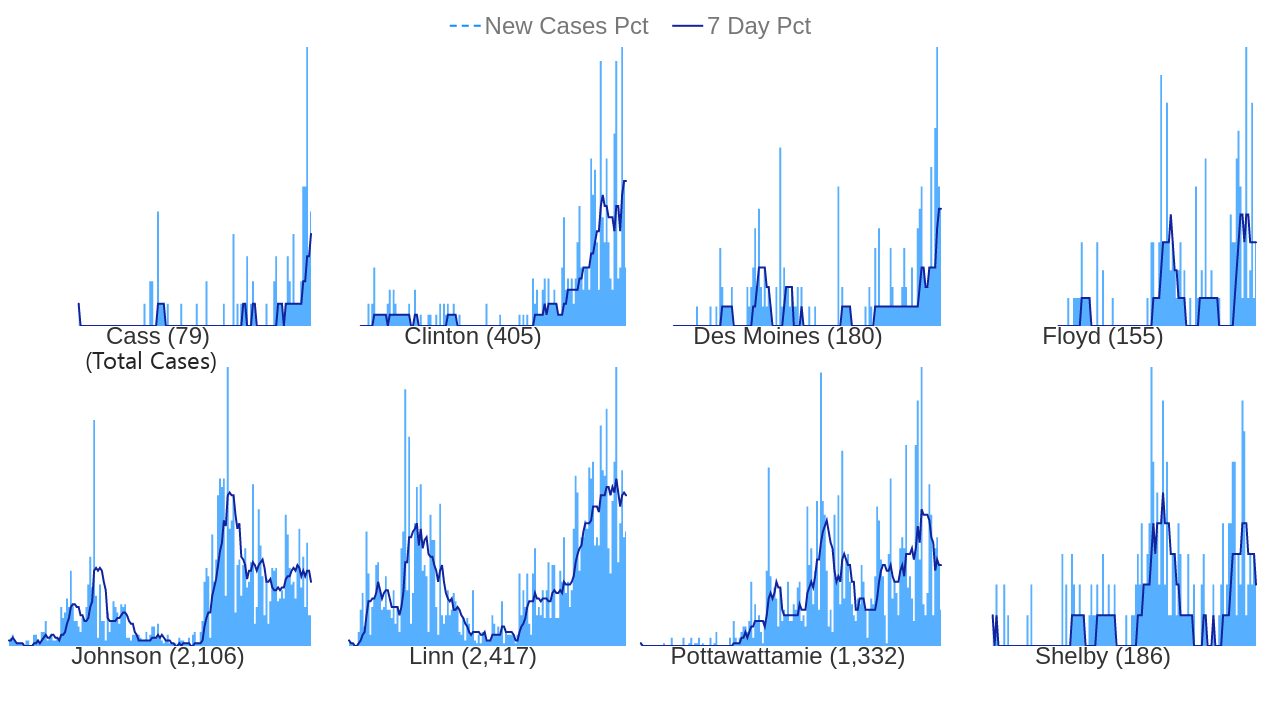 New Cases Pct 7 Day Pct
Cass (79) Clinton (405) Des Moines (180) Floyd (155)
(Total Cases)
Johnson (2,106) Linn (2,417) Pottawattamie (1,332) Shelby (186)